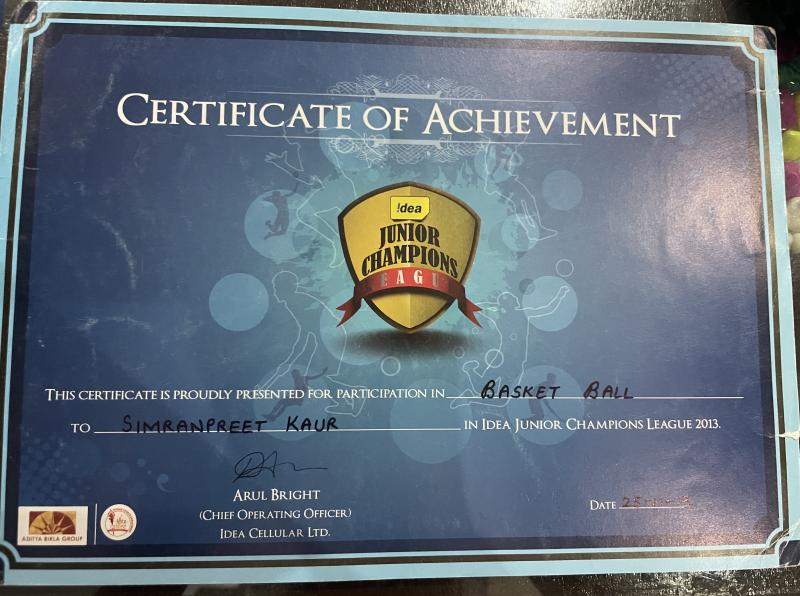 CERTIFICATE OF ACHIEVEMENT
!dea
JUNIOR
CHAMPIONS
LEAGUE
THIS CERTIFICATE IS PROUDLY PRESENTED FOR PARTICIPATION IN BASKET BALL
TO SIMRANPREET KAUR IN IDEA JUNIOR CHAMPIONS LEAGUE 2013.
ARUL BRIGHT
(CHIEF OPERATING OFFICER)
IDEA CELLULAR LTD.
DATE
ADITYA BIRLA GROUP